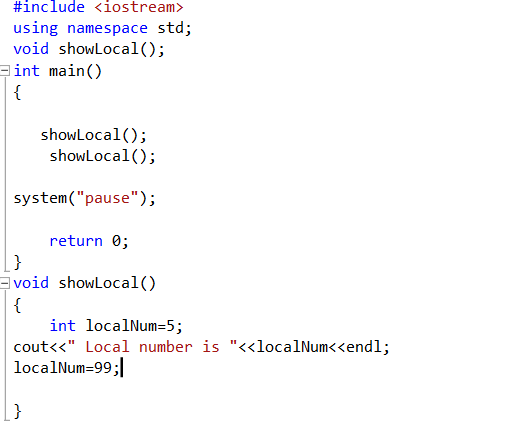 #include <iostream>
using namespace std;
void showLocal();
int main()
{
showLocal();
showLocal();
system("pause");
return 0;
}
void showLocal()
{
int localNum=5;
cout<<" Local number is "<<localNum<<endl;
localNum=99;
}